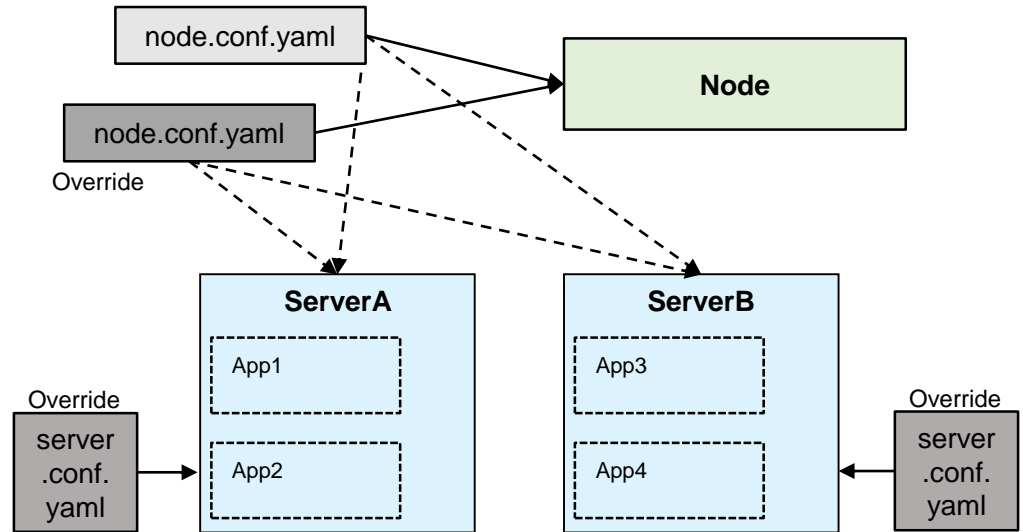 node.conf.yaml
Node
node.conf.yaml
Override
ServerA
ServerB
App1
App3
Override
Override
server
.conf.
yaml
App2
App4
server
.conf.
yaml